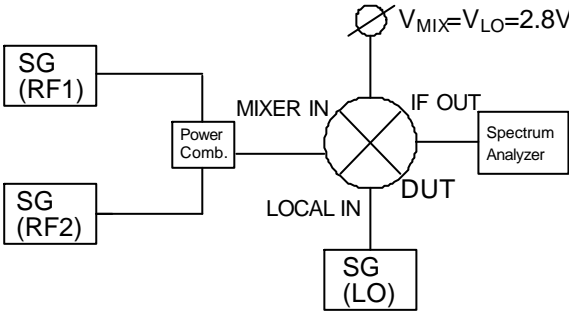 V_MIX=V_LO=2.8V
SG
(RF1)
MIXER IN
IF OUT
Power
Comb.
Spectrum
Analyzer
SG
(RF2)
LOCAL IN
DUT
SG
(LO)